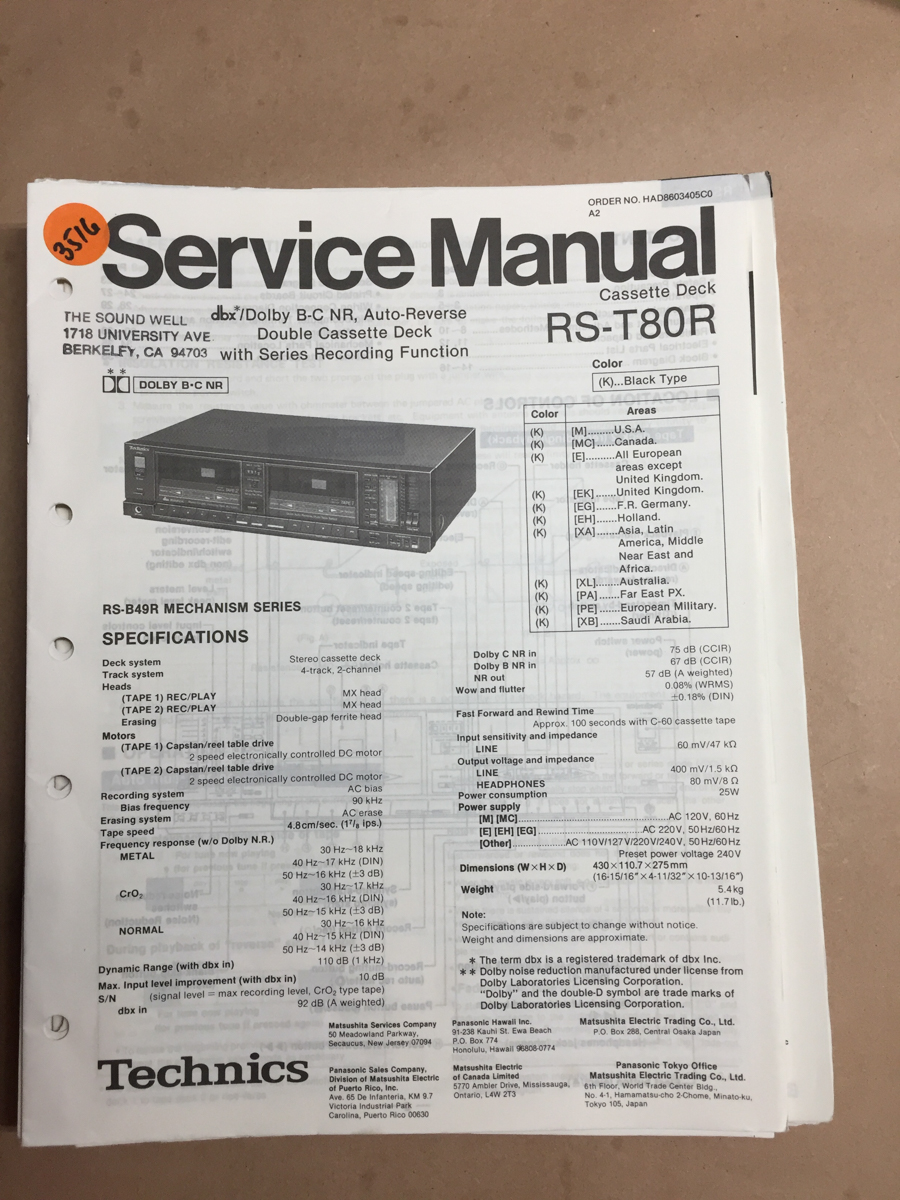 ORDER NO. HAD8603405C0
A2
3516
Service Manual
Cassette Deck
RS-T80R
dbx*/Dolby B-C NR, Auto-Reverse
Double Cassette Deck
with Series Recording Function
THE SOUND WELL
1718 UNIVERSITY AVE
BERKELEY, CA 94703
**
DOLBY B•C NR
Color
(K)...Black Type
Color Areas
(K) [M].........U.S.A.
(K) [MC]......Canada.
(K) [E]..........All European
areas except
United Kingdom.
(K) [EK].......United Kingdom.
(K) [EG].......F.R. Germany.
(K) [EH].......Holland.
(K) [XA].......Asia, Latin
America, Middle
Near East and
Africa.
(K) [XL].......Australia.
(K) [PA].......Far East PX.
(K) [PE].......European Military.
(K) [XB].......Saudi Arabia.
Technics
RS-B49R MECHANISM SERIES
SPECIFICATIONS
Deck system Stereo cassette deck
Track system 4-track, 2-channel
Heads
(TAPE 1) REC/PLAY MX head
(TAPE 2) REC/PLAY MX head
Erasing Double-gap ferrite head
Motors
(TAPE 1) Capstan/reel table drive
2 speed electronically controlled DC motor
(TAPE 2) Capstan/reel table drive
2 speed electronically controlled DC motor
Recording system AC bias
Bias frequency 90 kHz
Erasing system AC erase
Tape speed 4.8cm/sec. (1⁷/₈ ips.)
Frequency response (w/o Dolby N.R.)
METAL 30 Hz~18 kHz
40 Hz~17 kHz (DIN)
50 Hz~16 kHz (±3 dB)
CrO₂ 30 Hz~17 kHz
40 Hz~16 kHz (DIN)
50 Hz~15 kHz (±3 dB)
NORMAL 30 Hz~16 kHz
40 Hz~15 kHz (DIN)
50 Hz~14 kHz (±3 dB)
Dynamic Range (with dbx in) 110 dB (1 kHz)
Max. Input level improvement (with dbx in) 10 dB
S/N (signal level = max recording level, CrO₂ type tape)
dbx in 92 dB (A weighted)
Dolby C NR in 75 dB (CCIR)
Dolby B NR in 67 dB (CCIR)
NR out 57 dB (A weighted)
Wow and flutter 0.08% (WRMS)
±0.18% (DIN)
Fast Forward and Rewind Time
Approx. 100 seconds with C-60 cassette tape
Input sensitivity and impedance
LINE 60 mV/47 kΩ
Output voltage and impedance
LINE 400 mV/1.5 kΩ
HEADPHONES 80 mV/8 Ω
Power consumption 25W
Power supply
[M] [MC]......AC 120V, 60Hz
[E] [EH] [EG]......AC 220V, 50Hz/60Hz
[Other]......AC 110V/127V/220V/240V, 50Hz/60Hz
Preset power voltage 240V
Dimensions (W×H×D) 430×110.7×275mm
(16-15/16"×4-11/32"×10-13/16")
Weight 5.4kg
(11.7lb.)
Note:
Specifications are subject to change without notice.
Weight and dimensions are approximate.
* The term dbx is a registered trademark of dbx Inc.
** Dolby noise reduction manufactured under license from
Dolby Laboratories Licensing Corporation.
"Dolby" and the double-D symbol are trade marks of
Dolby Laboratories Licensing Corporation.
Technics
Matsushita Services Company
50 Meadowland Parkway,
Secaucus, New Jersey 07094
Panasonic Sales Company,
Division of Matsushita Electric
of Puerto Rico, Inc.
Ave. 65 De Infanteria, KM 9.7
Victoria Industrial Park
Carolina, Puerto Rico 00630
Panasonic Hawaii Inc.
91-238 Kauhi St. Ewa Beach
P.O. Box 774
Honolulu, Hawaii 96808-0774
Matsushita Electric
of Canada Limited
5770 Ambler Drive, Mississauga,
Ontario, L4W 2T3
Matsushita Electric Trading Co., Ltd.
P.O. Box 288, Central Osaka Japan
Panasonic Tokyo Office
Matsushita Electric Trading Co., Ltd.
6th Floor, World Trade Center Bldg.,
No. 4-1, Hamamatsu-cho 2-Chome, Minato-ku,
Tokyo 105, Japan